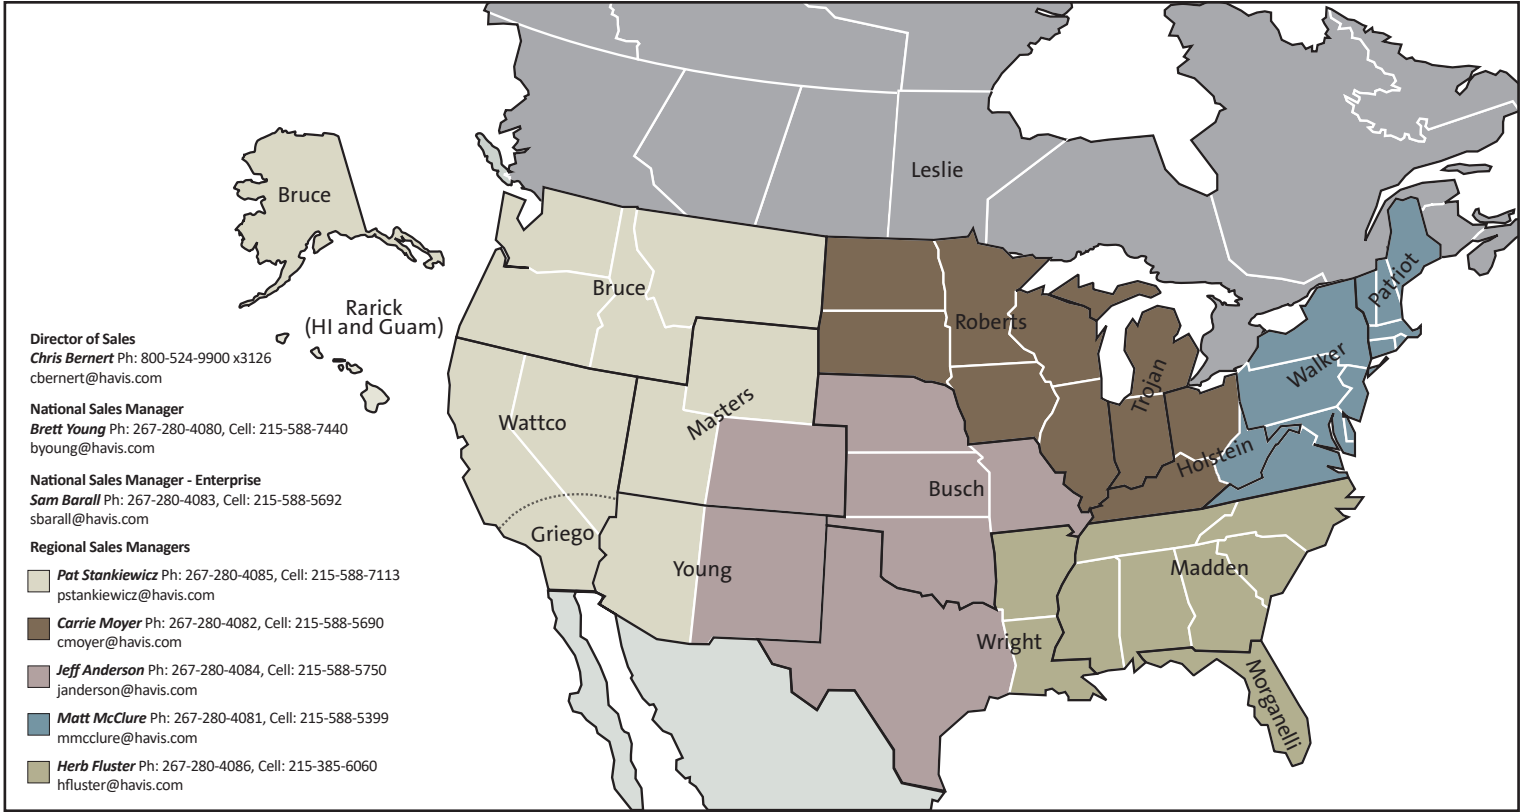 Leslie
Bruce
Bruce
Rarick
(HI and Guam)
Roberts
Patriot
Walker
Trojan
Masters
Wattco
Holstein
Busch
Griego
Young
Madden
Wright
Morganelli
Director of Sales
Chris Bernert Ph: 800-524-9900 x3126
cbernert@havis.com
National Sales Manager
Brett Young Ph: 267-280-4080, Cell: 215-588-7440
byoung@havis.com
National Sales Manager - Enterprise
Sam Barall Ph: 267-280-4083, Cell: 215-588-5692
sbarall@havis.com
Regional Sales Managers
Pat Stankiewicz Ph: 267-280-4085, Cell: 215-588-7113
pstankiewicz@havis.com
Carrie Moyer Ph: 267-280-4082, Cell: 215-588-5690
cmoyer@havis.com
Jeff Anderson Ph: 267-280-4084, Cell: 215-588-5750
janderson@havis.com
Matt McClure Ph: 267-280-4081, Cell: 215-588-5399
mmcclure@havis.com
Herb Fluster Ph: 267-280-4086, Cell: 215-385-6060
hfluster@havis.com